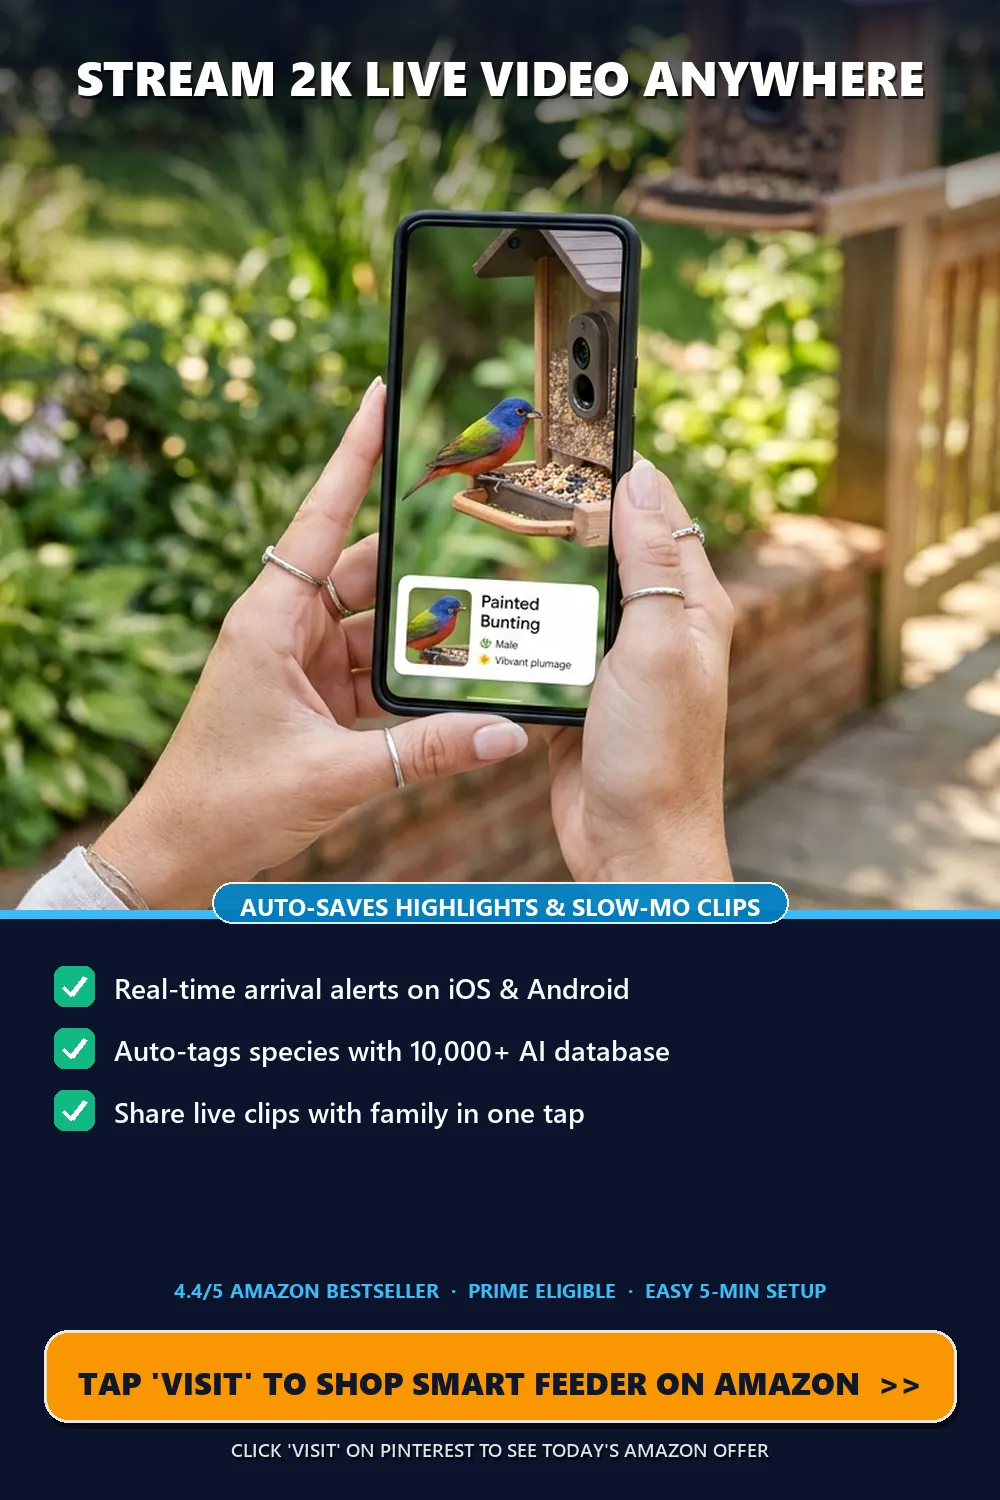 STREAM 2K LIVE VIDEO ANYWHERE
Painted
Bunting
Male
Vibrant plumage
AUTO-SAVES HIGHLIGHTS & SLOW-MO CLIPS
Real-time arrival alerts on iOS & Android
Auto-tags species with 10,000+ AI database
Share live clips with family in one tap
4.4/5 AMAZON BESTSELLER · PRIME ELIGIBLE · EASY 5-MIN SETUP
TAP 'VISIT' TO SHOP SMART FEEDER ON AMAZON >>
CLICK 'VISIT' ON PINTEREST TO SEE TODAY'S AMAZON OFFER